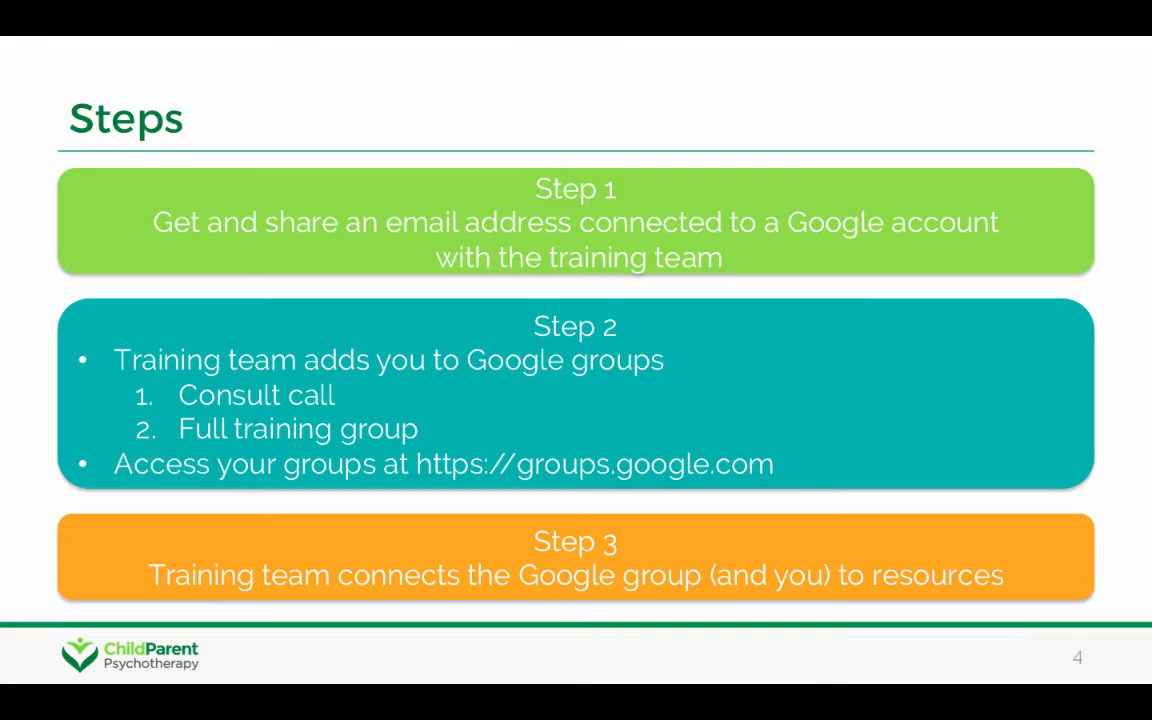 Steps
Step 1
Get and share an email address connected to a Google account
with the training team
Step 2
• Training team adds you to Google groups
1. Consult call
2. Full training group
• Access your groups at https://groups.google.com
Step 3
Training team connects the Google group (and you) to resources
ChildParent
Psychotherapy
4